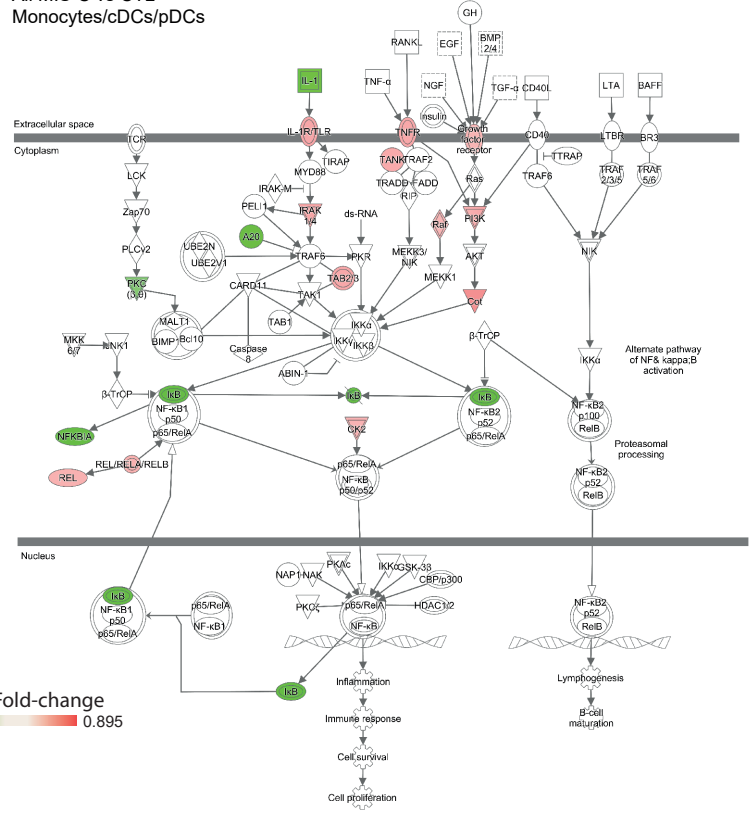 Monocytes/cDCs/pDCs
GH
RANKL
EGF
BMP
2/4
IL-1
TNF-α
NGF
TGF-α
CD40L
LTA
BAFF
Insulin
Extracellular space
Cytoplasm
TCR
IL-1R/TLR
TNFR
Growth
factor
receptor
CD40
LTBR
BR3
LCK
MYD88
TIRAP
TANK
TRAF2
TTRAP
TRADD
FADD
RIP
Ras
TRAF6
TRAF
2/3/5
TRAF
5/6
IRAK-M
Zap70
PELI1
IRAK
1/4
ds-RNA
Raf
PI3K
A20
PLCγ2
UBE2N
UBE2V1
TRAF6
PKR
MEKK3/
NIK
AKT
NIK
MEKK1
PKC
(β,θ)
CARD11
TAK1
TAB2/3
Cot
MALT1
BIMP
Bcl10
TAB1
IKKα
IKKγ
IKKβ
MKK
6/7
JNK1
Caspase
8
β-TrCP
ABIN-1
IKKα
Alternate pathway
of NF& kappa;B
activation
β-TrCP
IκB
NF-κB1
p50
p65/RelA
IκB
IκB
NF-κB2
p52
p65/RelA
NF-κB2
p100
RelB
NFKBIA
CK2
Proteasomal
processing
REL/RELA/RELB
REL
p65/RelA
NF-κB
p50/p52
NF-κB2
p52
RelB
Nucleus
NAP1
NAK
PKAc
IKKα
GSK-3β
CBP/p300
PKCζ
p65/RelA
NF-κB
HDAC1/2
IκB
NF-κB1
p50
p65/RelA
p65/RelA
NF-κB1
NF-κB2
p52
RelB
IκB
Inflammation
Immune response
Cell survival
Cell proliferation
Lymphogenesis
B-cell
maturation
Fold-change
0.895